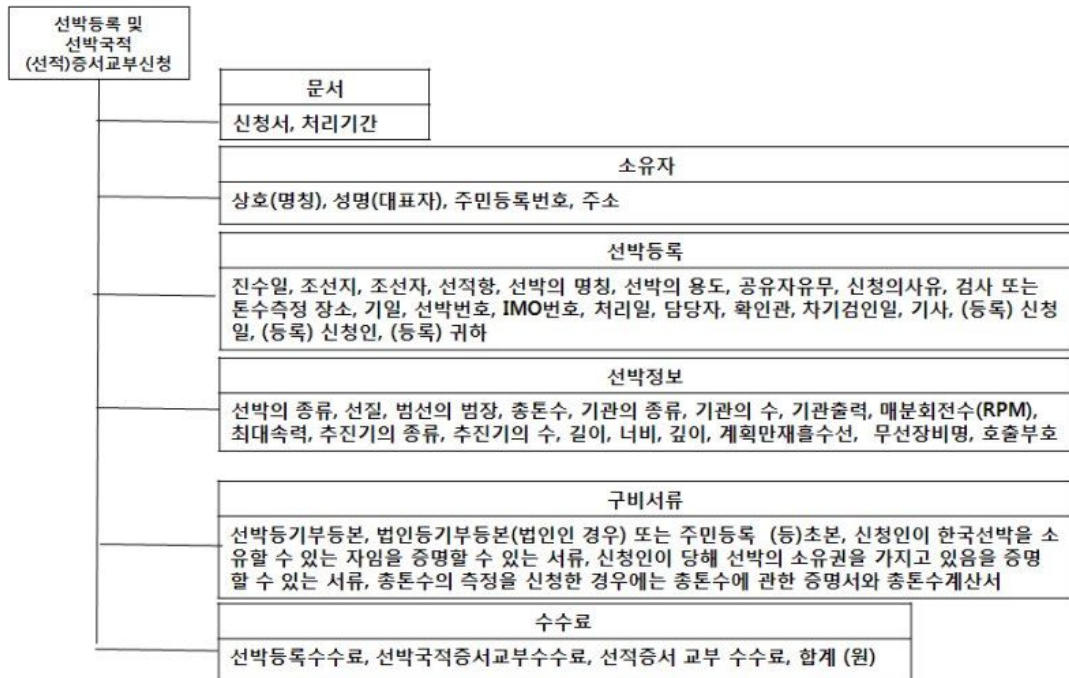 선박등록 및
선박국적
(선적)증서교부신청
문서
신청서, 처리기간
소유자
상호(명칭), 성명(대표자), 주민등록번호, 주소
선박등록
진수일, 조선지, 조선자, 선적항, 선박의 명칭, 선박의 용도, 공유자유무, 신청의사유, 검사 또는
톤수측정 장소, 기일, 선박번호, IMO번호, 처리일, 담당자, 확인관, 차기검인일, 기사, (등록) 신청
일, (등록) 신청인, (등록) 귀하
선박정보
선박의 종류, 선질, 범선의 범장, 총톤수, 기관의 종류, 기관의 수, 기관출력, 매분회전수(RPM),
최대속력, 추진기의 종류, 추진기의 수, 길이, 너비, 깊이, 계획만재흘수선, 무선장비명, 호출부호
구비서류
선박등기부등본, 법인등기부등본(법인인 경우) 또는 주민등록 (등)초본, 신청인이 한국선박을 소
유할 수 있는 자임을 증명할 수 있는 서류, 신청인이 당해 선박의 소유권을 가지고 있음을 증명
할 수 있는 서류, 총톤수의 측정을 신청한 경우에는 총톤수에 관한 증명서와 총톤수계산서
수수료
선박등록수수료, 선박국적증서교부수수료, 선적증서 교부 수수료, 합계 (원)